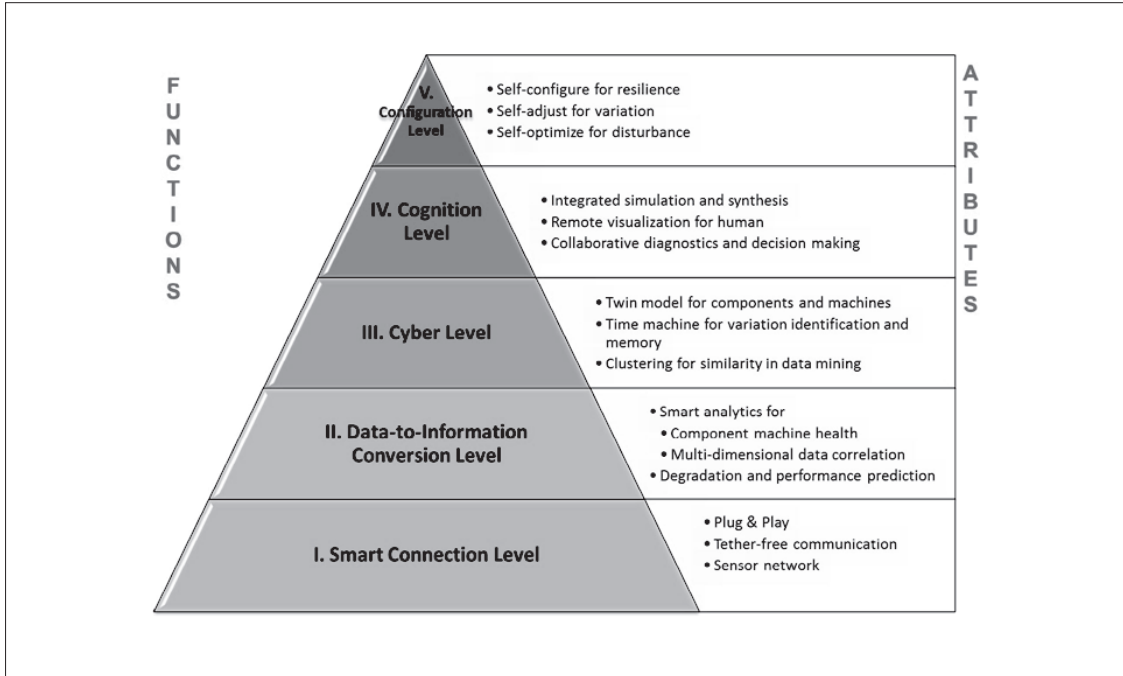 FUNCTIONS
ATTRIBUTES
V.
Configuration
Level
• Self-configure for resilience
• Self-adjust for variation
• Self-optimize for disturbance
IV. Cognition
Level
• Integrated simulation and synthesis
• Remote visualization for human
• Collaborative diagnostics and decision making
III. Cyber Level
• Twin model for components and machines
• Time machine for variation identification and
memory
• Clustering for similarity in data mining
II. Data-to-Information
Conversion Level
• Smart analytics for
• Component machine health
• Multi-dimensional data correlation
• Degradation and performance prediction
I. Smart Connection Level
• Plug & Play
• Tether-free communication
• Sensor network